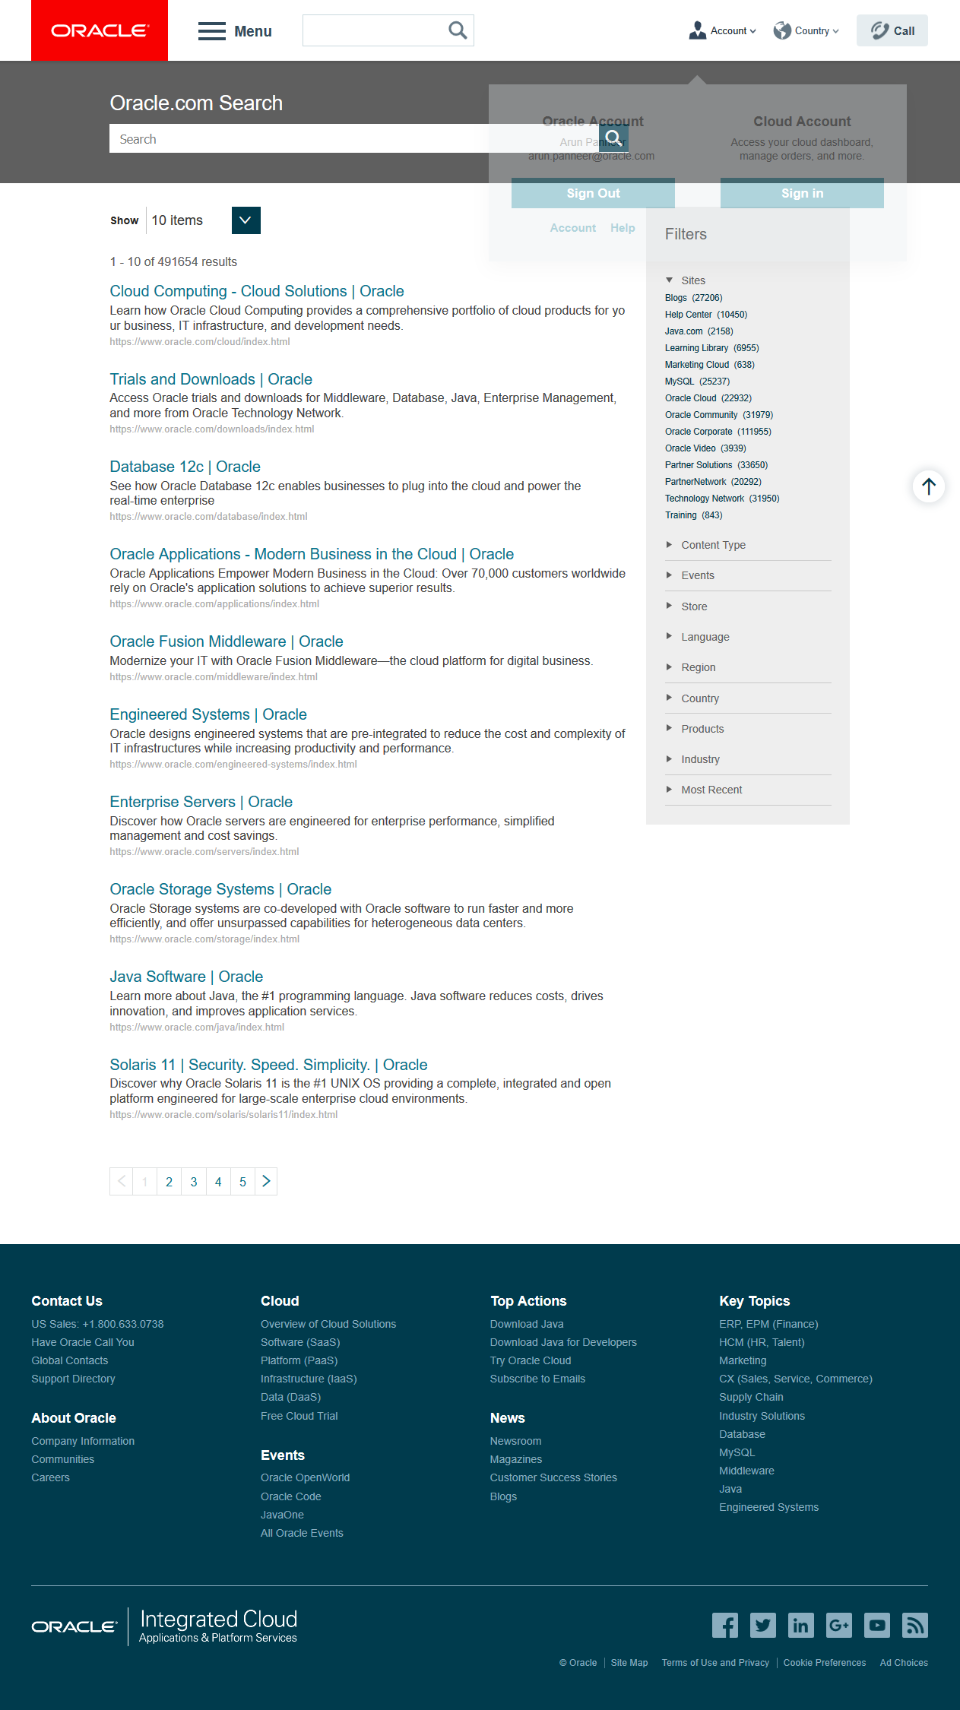 ORACLE
Menu
Account
Country
Call
Oracle.com Search
Search
Oracle Account
Arun Panneer
arun.panneer@oracle.com
Sign Out
Account Help
Cloud Account
Access your cloud dashboard,
manage orders, and more.
Sign in
Show 10 items
1 - 10 of 491654 results
Cloud Computing - Cloud Solutions | Oracle
Learn how Oracle Cloud Computing provides a comprehensive portfolio of cloud products for yo
ur business, IT infrastructure, and development needs.
https://www.oracle.com/cloud/index.html
Trials and Downloads | Oracle
Access Oracle trials and downloads for Middleware, Database, Java, Enterprise Management,
and more from Oracle Technology Network.
https://www.oracle.com/downloads/index.html
Database 12c | Oracle
See how Oracle Database 12c enables businesses to plug into the cloud and power the
real-time enterprise
https://www.oracle.com/database/index.html
Oracle Applications - Modern Business in the Cloud | Oracle
Oracle Applications Empower Modern Business in the Cloud: Over 70,000 customers worldwide
rely on Oracle's application solutions to achieve superior results.
https://www.oracle.com/applications/index.html
Oracle Fusion Middleware | Oracle
Modernize your IT with Oracle Fusion Middleware—the cloud platform for digital business.
https://www.oracle.com/middleware/index.html
Engineered Systems | Oracle
Oracle designs engineered systems that are pre-integrated to reduce the cost and complexity of
IT infrastructures while increasing productivity and performance.
https://www.oracle.com/engineered-systems/index.html
Enterprise Servers | Oracle
Discover how Oracle servers are engineered for enterprise performance, simplified
management and cost savings.
https://www.oracle.com/servers/index.html
Oracle Storage Systems | Oracle
Oracle Storage systems are co-developed with Oracle software to run faster and more
efficiently, and offer unsurpassed capabilities for heterogeneous data centers.
https://www.oracle.com/storage/index.html
Java Software | Oracle
Learn more about Java, the #1 programming language. Java software reduces costs, drives
innovation, and improves application services.
https://www.oracle.com/java/index.html
Solaris 11 | Security. Speed. Simplicity. | Oracle
Discover why Oracle Solaris 11 is the #1 UNIX OS providing a complete, integrated and open
platform engineered for large-scale enterprise cloud environments.
https://www.oracle.com/solaris/solaris11/index.html
1 2 3 4 5
Filters
Sites
Blogs (27206)
Help Center (10450)
Java.com (2158)
Learning Library (6955)
Marketing Cloud (638)
MySQL (25237)
Oracle Cloud (22932)
Oracle Community (31979)
Oracle Corporate (111955)
Oracle Video (3939)
Partner Solutions (33650)
PartnerNetwork (20292)
Technology Network (31950)
Training (843)
Content Type
Events
Store
Language
Region
Country
Products
Industry
Most Recent
Contact Us
US Sales: +1.800.633.0738
Have Oracle Call You
Global Contacts
Support Directory
About Oracle
Company Information
Communities
Careers
Cloud
Overview of Cloud Solutions
Software (SaaS)
Platform (PaaS)
Infrastructure (IaaS)
Data (DaaS)
Free Cloud Trial
Events
Oracle OpenWorld
Oracle Code
JavaOne
All Oracle Events
Top Actions
Download Java
Download Java for Developers
Try Oracle Cloud
Subscribe to Emails
News
Newsroom
Magazines
Customer Success Stories
Blogs
Key Topics
ERP, EPM (Finance)
HCM (HR, Talent)
Marketing
CX (Sales, Service, Commerce)
Supply Chain
Industry Solutions
Database
MySQL
Middleware
Java
Engineered Systems
ORACLE
Integrated Cloud
Applications & Platform Services
© Oracle | Site Map Terms of Use and Privacy | Cookie Preferences Ad Choices